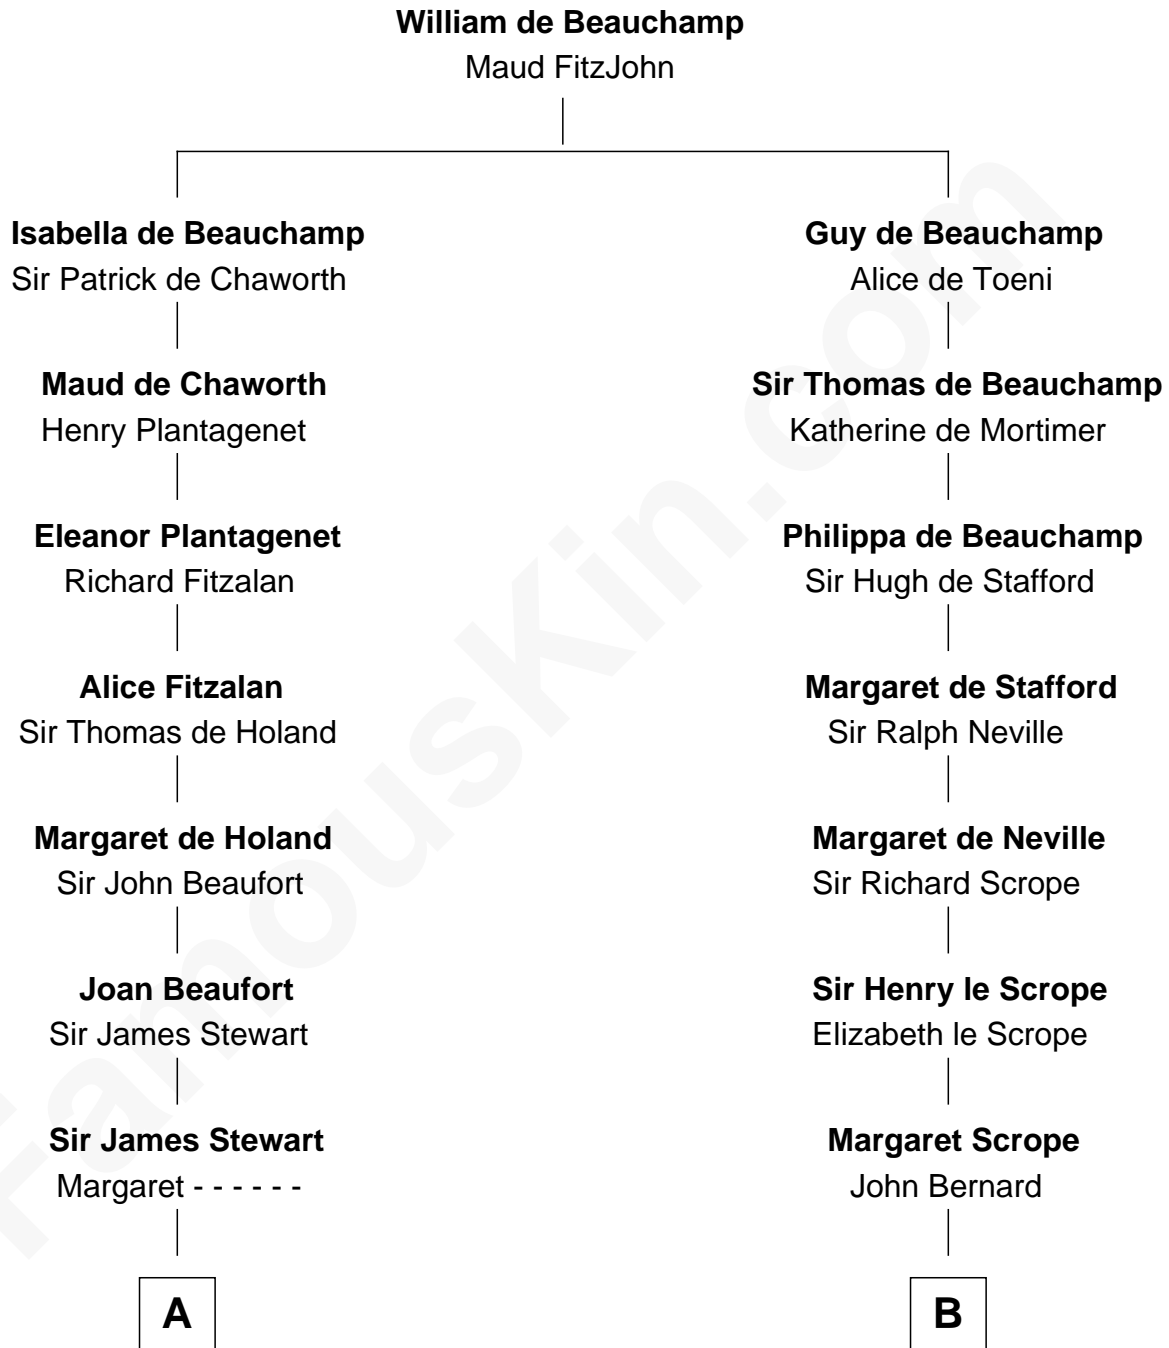 William de Beauchamp
Maud FitzJohn
Isabella de Beauchamp
Sir Patrick de Chaworth
Guy de Beauchamp
Alice de Toeni
Maud de Chaworth
Henry Plantagenet
Sir Thomas de Beauchamp
Katherine de Mortimer
Eleanor Plantagenet
Richard Fitzalan
Philippa de Beauchamp
Sir Hugh de Stafford
Alice Fitzalan
Sir Thomas de Holand
Margaret de Stafford
Sir Ralph Neville
Margaret de Holand
Sir John Beaufort
Margaret de Neville
Sir Richard Scrope
Joan Beaufort
Sir James Stewart
Sir Henry le Scrope
Elizabeth le Scrope
Sir James Stewart
Margaret - - - - - -
Margaret Scrope
John Bernard
A
B
FamousKin.com